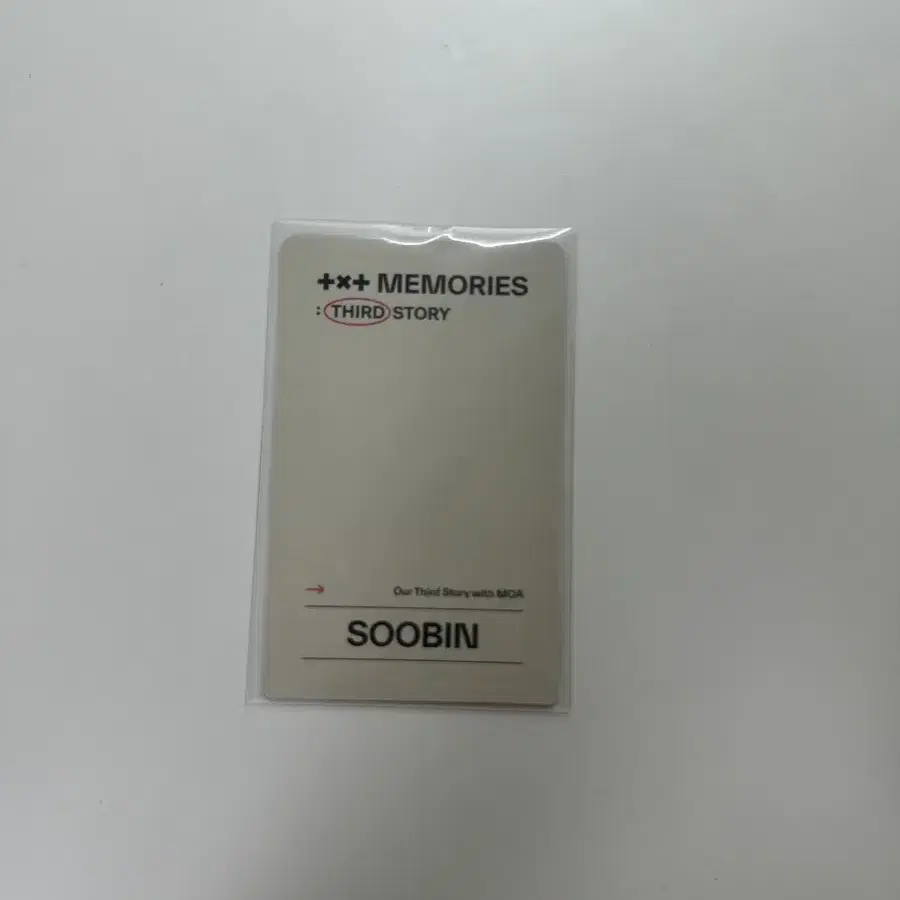 +×+ MEMORIES
: THIRD STORY
→ Our Third Story with MOA
SOOBIN